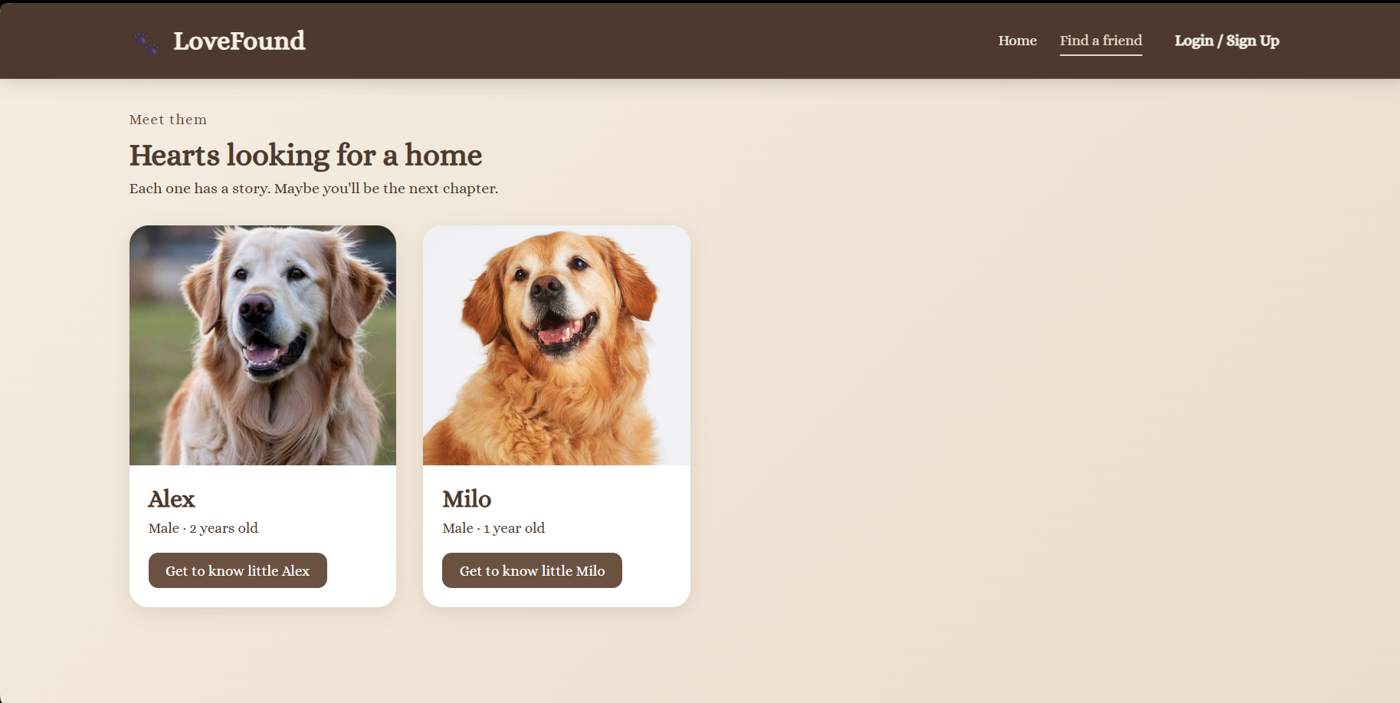 LoveFound
Home
Find a friend
Login / Sign Up
Meet them
Hearts looking for a home
Each one has a story. Maybe you'll be the next chapter.
Alex
Male · 2 years old
Get to know little Alex
Milo
Male · 1 year old
Get to know little Milo